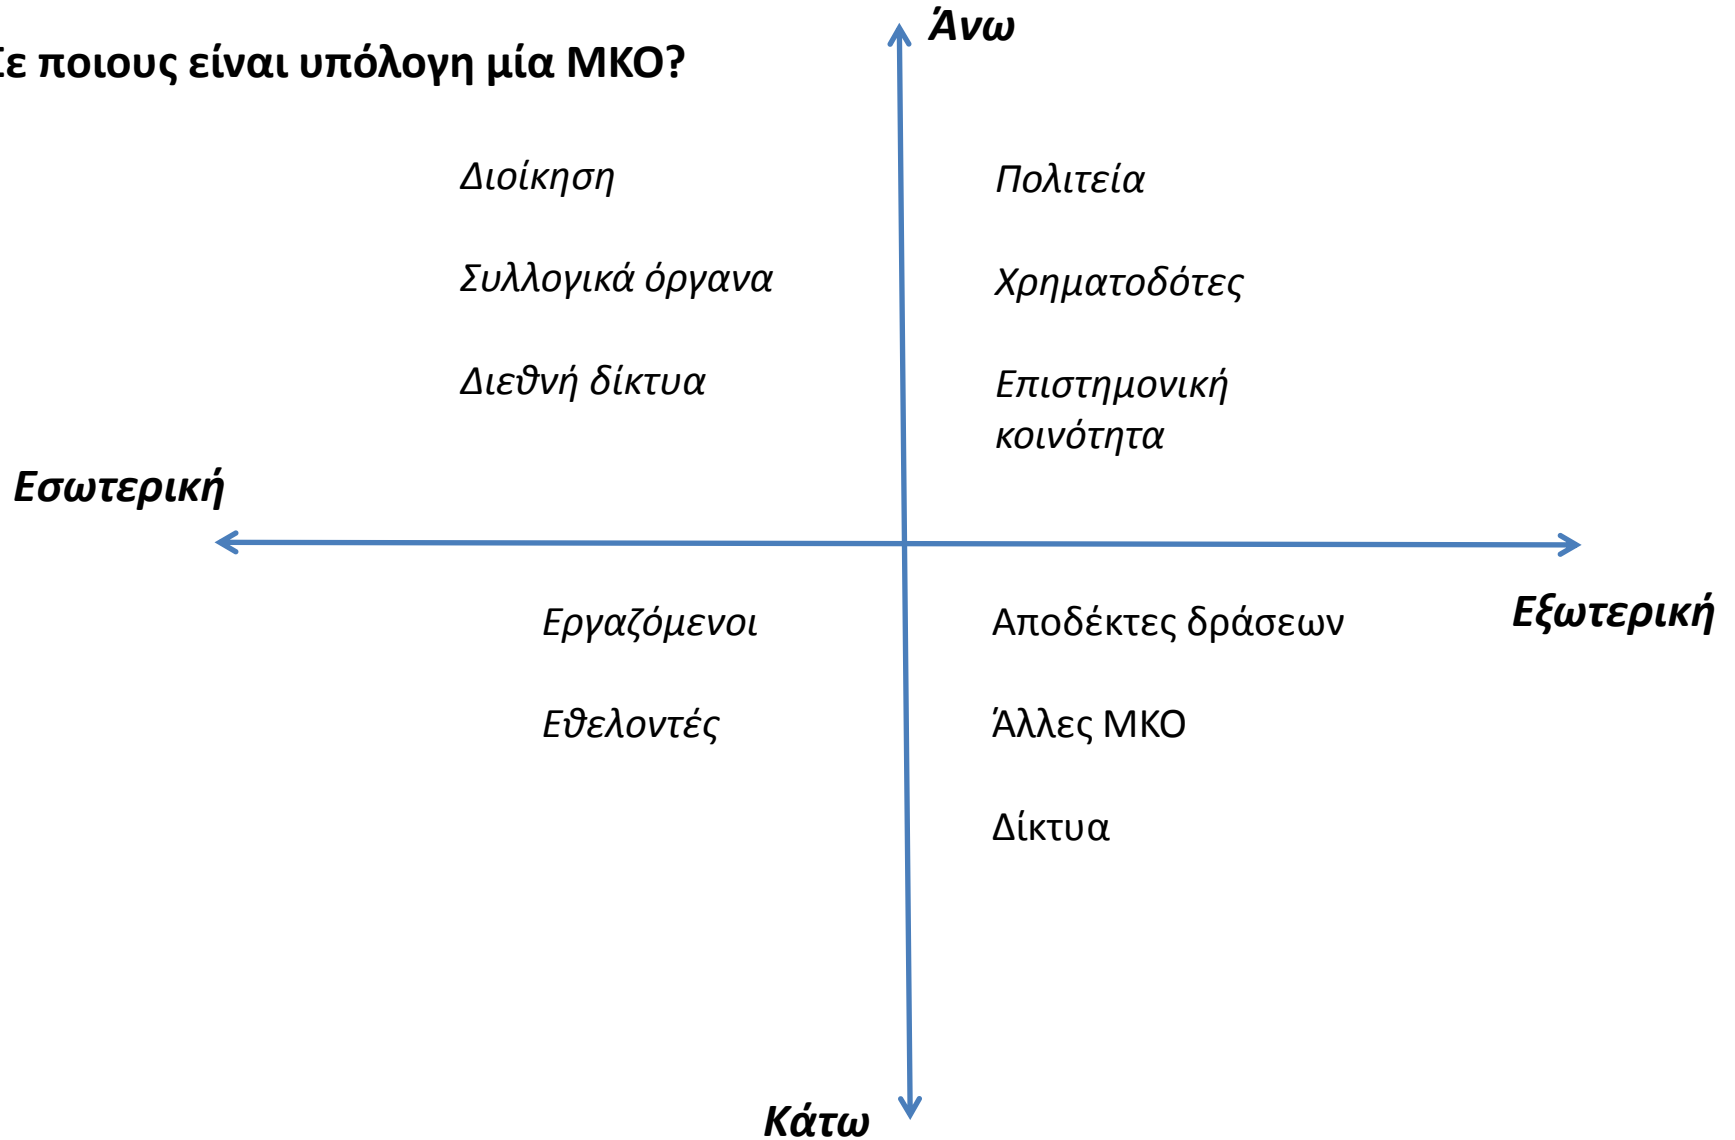 Άνω
Σε ποιους είναι υπόλογη μία ΜΚΟ?
Διοίκηση
Συλλογικά όργανα
Διεθνή δίκτυα
Πολιτεία
Χρηματοδότες
Επιστημονική
κοινότητα
Εσωτερική
Εξωτερική
Εργαζόμενοι
Εθελοντές
Αποδέκτες δράσεων
Άλλες ΜΚΟ
Δίκτυα
Κάτω